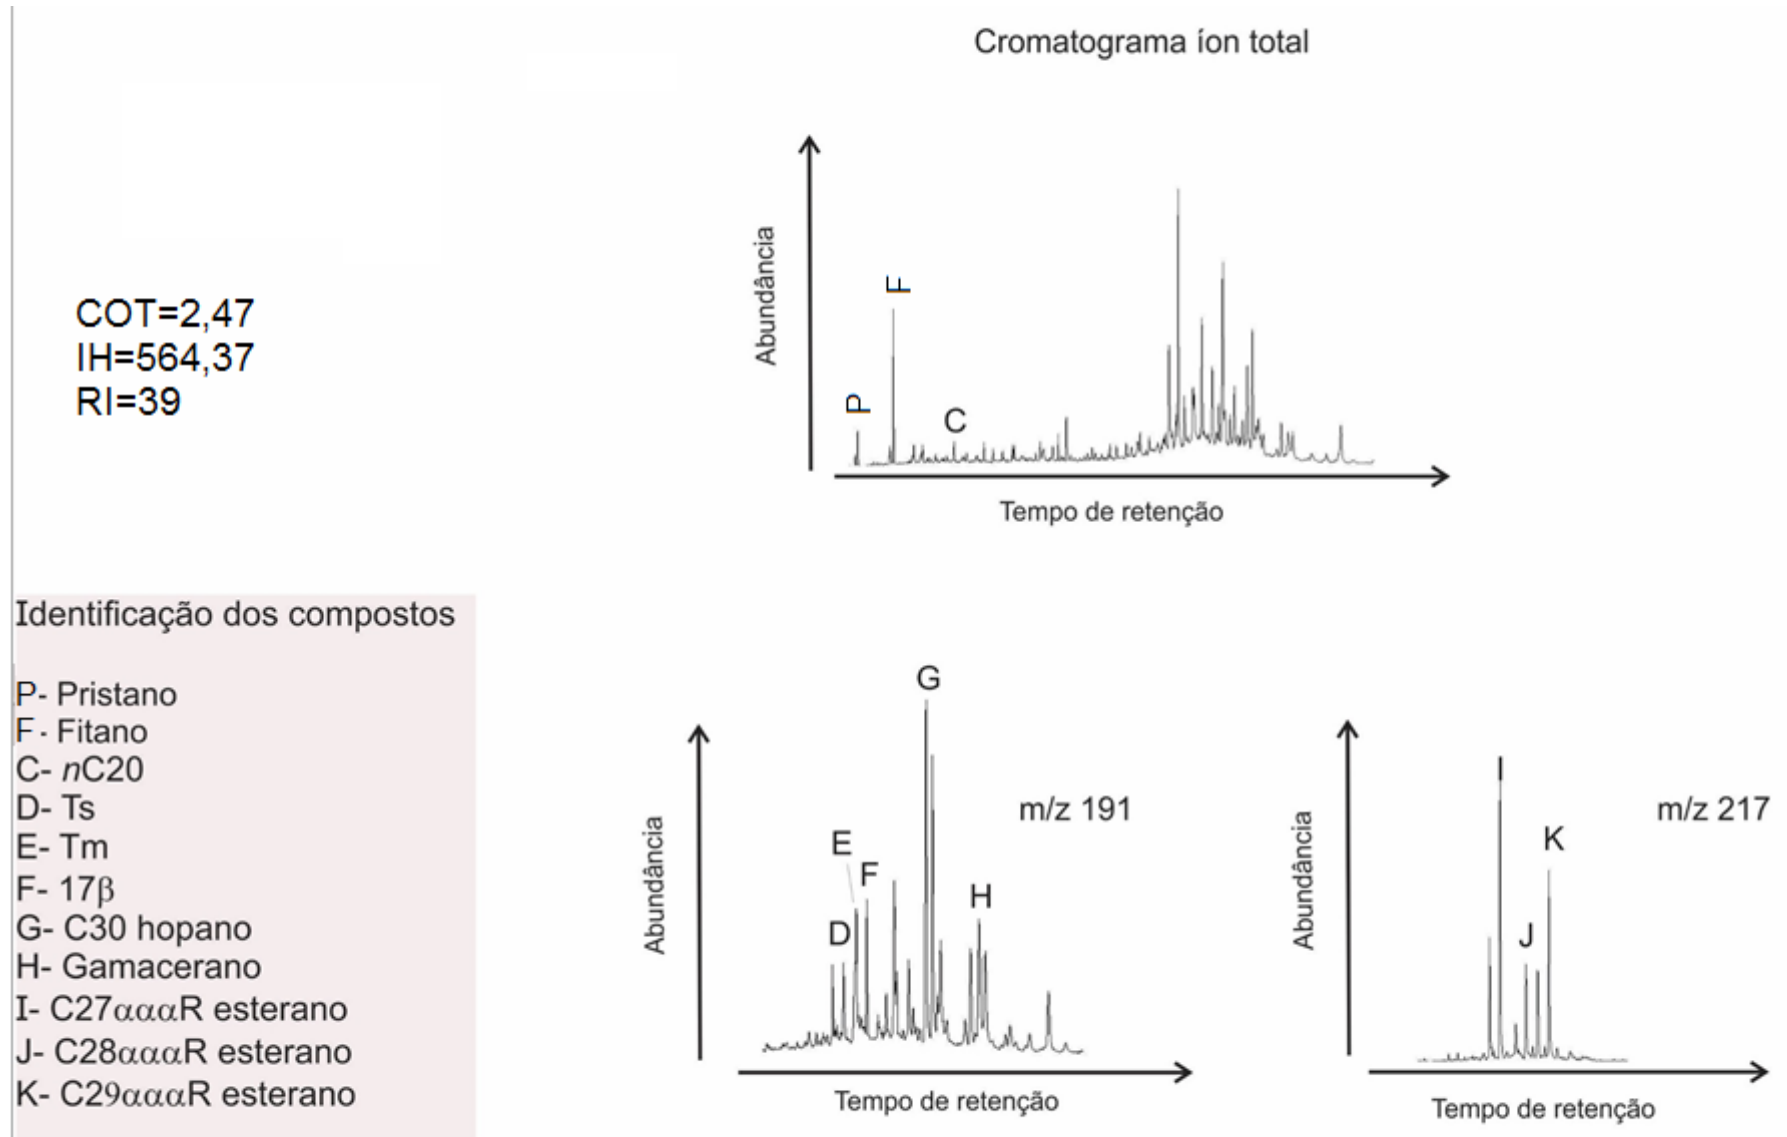 Cromatograma íon total
Abundância
F
P
C
Tempo de retenção
COT=2,47
IH=564,37
RI=39
Identificação dos compostos
P- Pristano
F- Fitano
C- nC20
D- Ts
E- Tm
F- 17β
G- C30 hopano
H- Gamacerano
I- C27αααR esterano
J- C28αααR esterano
K- C29αααR esterano
G
m/z 191
E
F
D
H
Abundância
Tempo de retenção
I
m/z 217
K
J
Abundância
Tempo de retenção